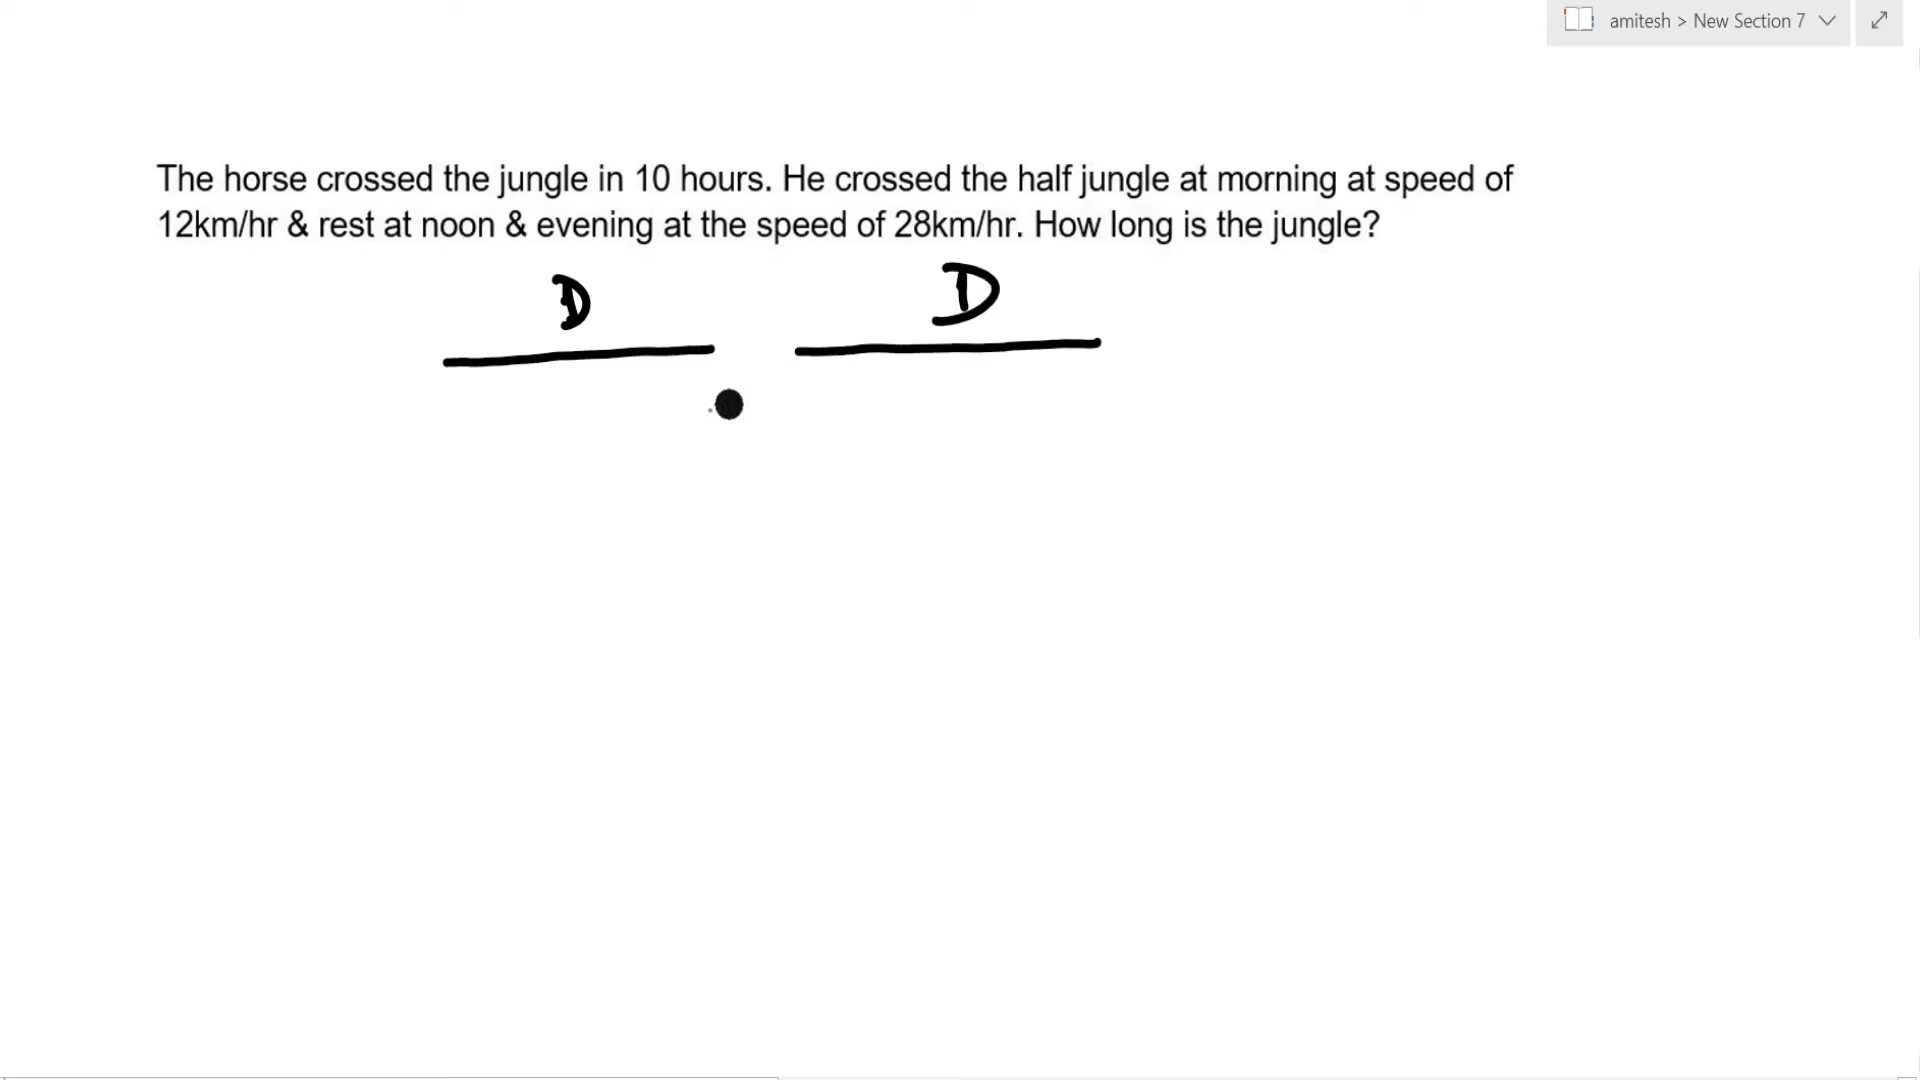 amitesh > New Section 7
The horse crossed the jungle in 10 hours. He crossed the half jungle at morning at speed of
12km/hr & rest at noon & evening at the speed of 28km/hr. How long is the jungle?
D D